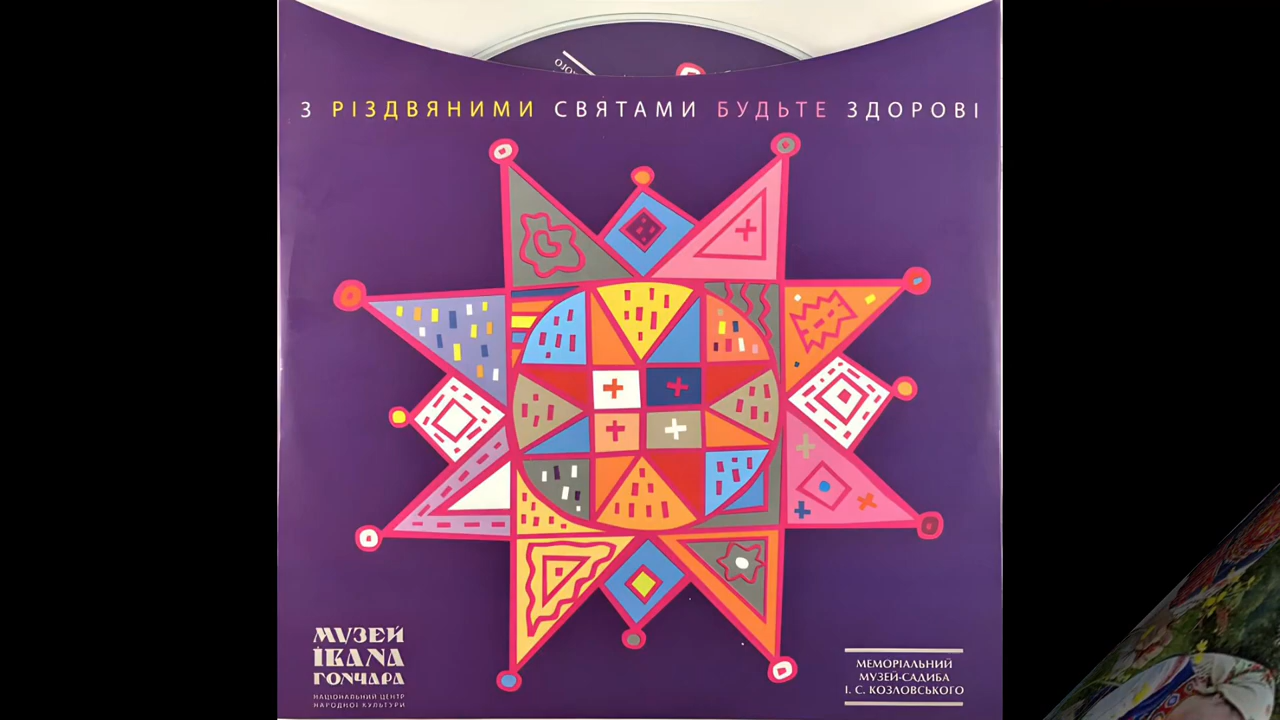 З РІЗДВЯНИМИ СВЯТАМИ БУДЬТЕ ЗДОРОВІ
МУЗЕЙ
ІВАНА
ГОНЧАРА
НАЦІОНАЛЬНИЙ ЦЕНТР
НАРОДНОЇ КУЛЬТУРИ
МЕМОРІАЛЬНИЙ
МУЗЕЙ-САДИБА
І. С. КОЗЛОВСЬКОГО